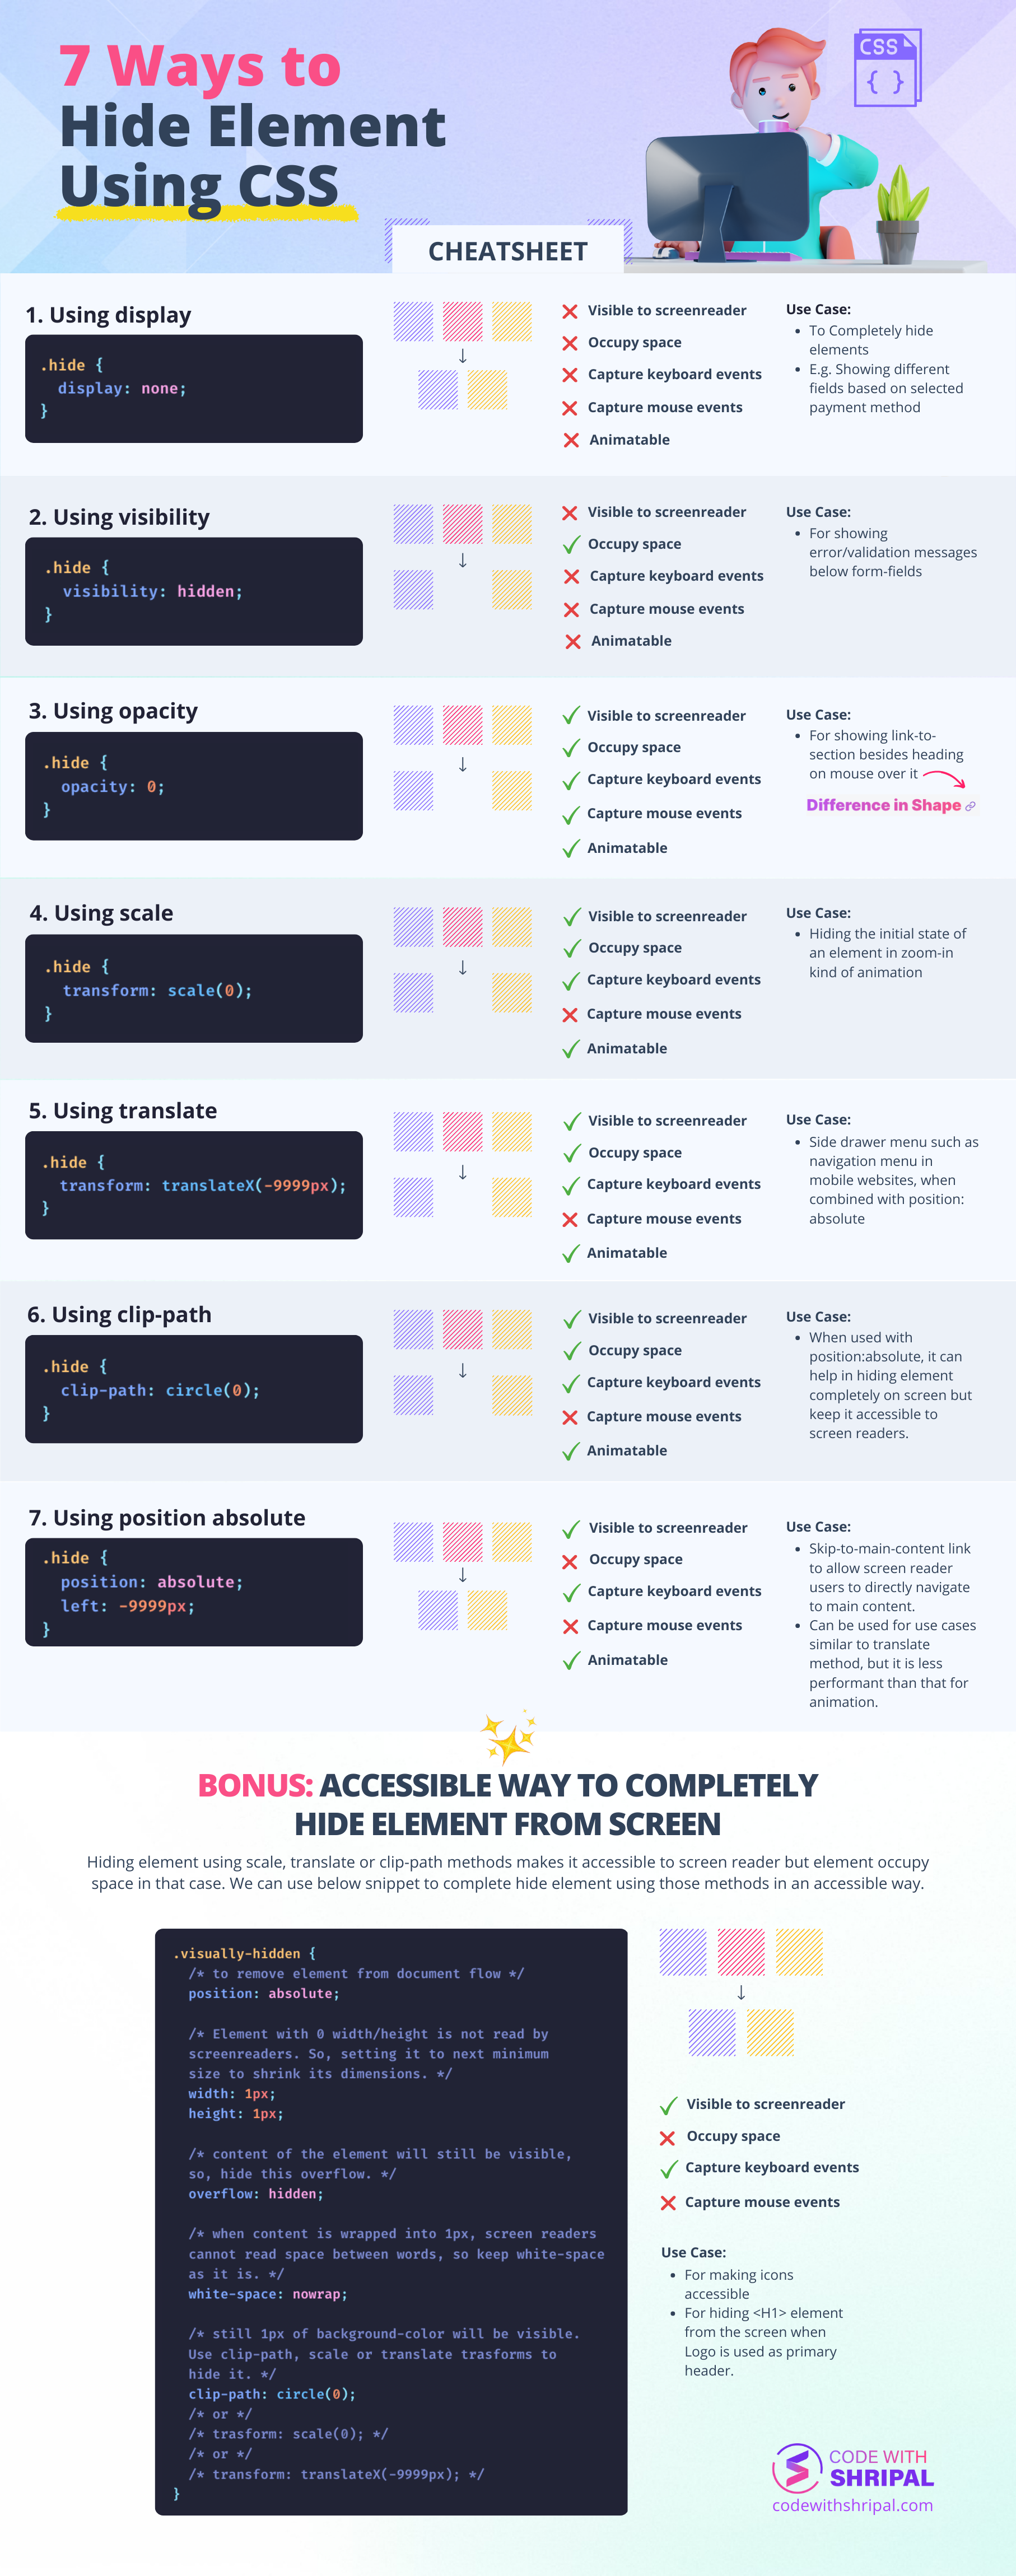 7 Ways to
Hide Element
Using CSS
CSS
{ }
CHEATSHEET
1. Using display
.hide {
display: none;
}
Visible to screenreader
Occupy space
Capture keyboard events
Capture mouse events
Animatable
Use Case:
• To Completely hide
elements
• E.g. Showing different
fields based on selected
payment method
2. Using visibility
.hide {
visibility: hidden;
}
Visible to screenreader
Occupy space
Capture keyboard events
Capture mouse events
Animatable
Use Case:
• For showing
error/validation messages
below form-fields
3. Using opacity
.hide {
opacity: 0;
}
Visible to screenreader
Occupy space
Capture keyboard events
Capture mouse events
Animatable
Use Case:
• For showing link-to-
section besides heading
on mouse over it
Difference in Shape
4. Using scale
.hide {
transform: scale(0);
}
Visible to screenreader
Occupy space
Capture keyboard events
Capture mouse events
Animatable
Use Case:
• Hiding the initial state of
an element in zoom-in
kind of animation
5. Using translate
.hide {
transform: translateX(-9999px);
}
Visible to screenreader
Occupy space
Capture keyboard events
Capture mouse events
Animatable
Use Case:
• Side drawer menu such as
navigation menu in
mobile websites, when
combined with position:
absolute
6. Using clip-path
.hide {
clip-path: circle(0);
}
Visible to screenreader
Occupy space
Capture keyboard events
Capture mouse events
Animatable
Use Case:
• When used with
position:absolute, it can
help in hiding element
completely on screen but
keep it accessible to
screen readers.
7. Using position absolute
.hide {
position: absolute;
left: -9999px;
}
Visible to screenreader
Occupy space
Capture keyboard events
Capture mouse events
Animatable
Use Case:
• Skip-to-main-content link
to allow screen reader
users to directly navigate
to main content.
• Can be used for use cases
similar to translate
method, but it is less
performant than that for
animation.
BONUS: ACCESSIBLE WAY TO COMPLETELY
HIDE ELEMENT FROM SCREEN
Hiding element using scale, translate or clip-path methods makes it accessible to screen reader but element occupy
space in that case. We can use below snippet to complete hide element using those methods in an accessible way.
.visually-hidden {
/* to remove element from document flow */
position: absolute;
/* Element with 0 width/height is not read by
screenreaders. So, setting it to next minimum
size to shrink its dimensions. */
width: 1px;
height: 1px;
/* content of the element will still be visible,
so, hide this overflow. */
overflow: hidden;
/* when content is wrapped into 1px, screen readers
cannot read space between words, so keep white-space
as it is. */
white-space: nowrap;
/* still 1px of background-color will be visible.
Use clip-path, scale or translate trasforms to
hide it. */
clip-path: circle(0);
/* or */
/* trasform: scale(0); */
/* or */
/* transform: translateX(-9999px); */
}
Visible to screenreader
Occupy space
Capture keyboard events
Capture mouse events
Use Case:
• For making icons
accessible
• For hiding <H1> element
from the screen when
Logo is used as primary
header.
CODE WITH
SHRIPAL
codewithshripal.com